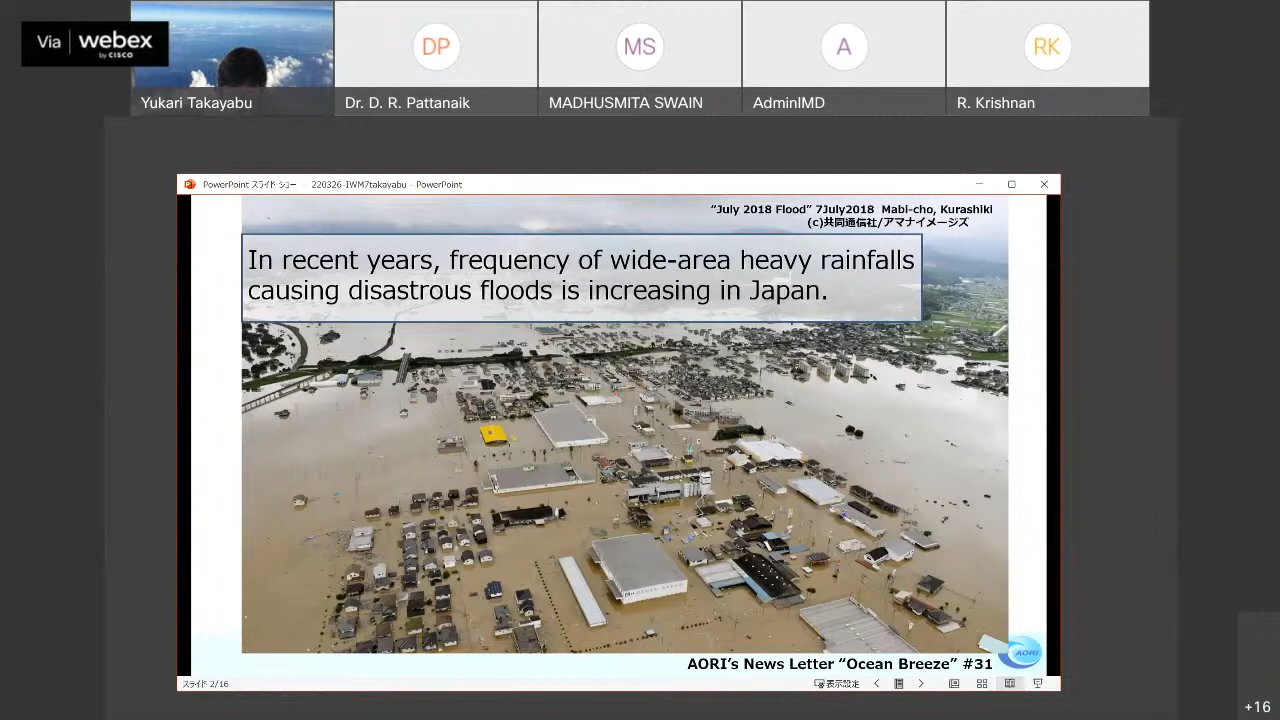 Via webex
by CISCO
DP
MS
A
RK
Yukari Takayabu
Dr. D. R. Pattanaik
MADHUSMITA SWAIN
AdminIMD
R. Krishnan
PowerPoint スライド ショー - 220326-IWM7takayabu - PowerPoint
“July 2018 Flood” 7July2018 Mabi-cho, Kurashiki
(c)共同通信社/アマナイメージズ
In recent years, frequency of wide-area heavy rainfalls
causing disastrous floods is increasing in Japan.
AORI’s News Letter “Ocean Breeze” #31
AORI
スライド 2/16
表示設定
+16